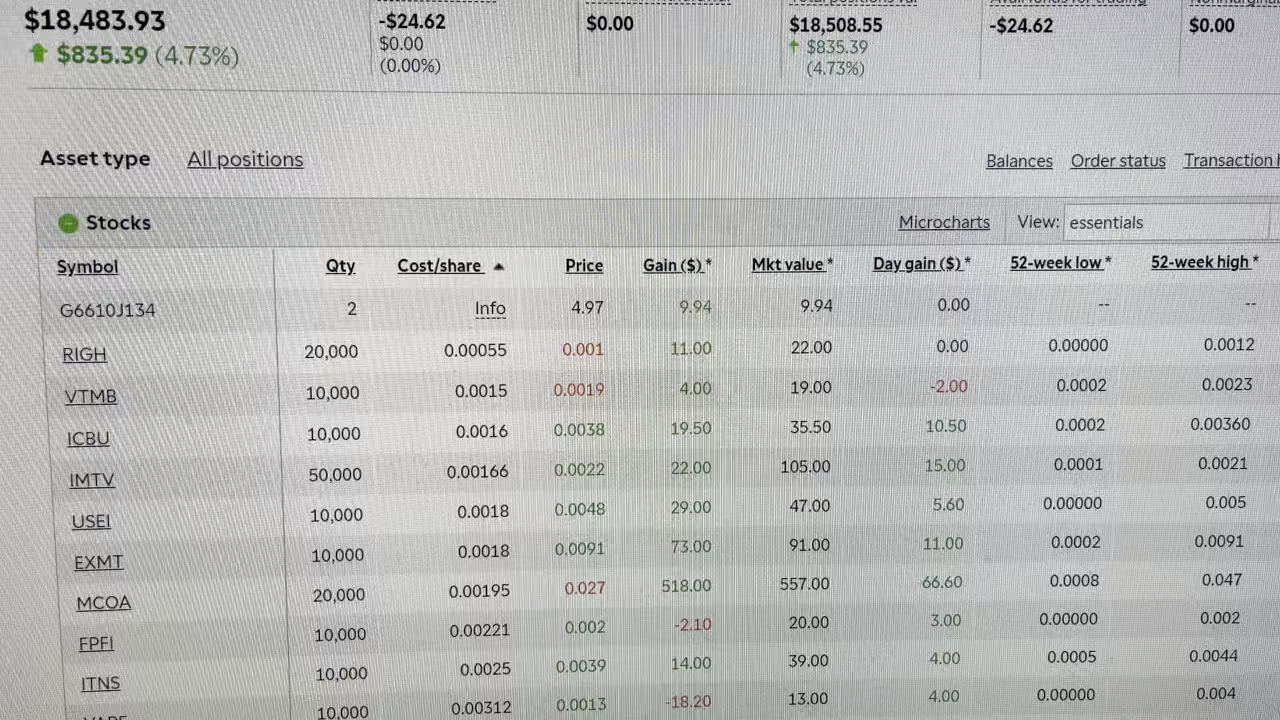 $18,483.93 -$24.62 $0.00 $18,508.55 -$24.62 $0.00
$835.39 (4.73%) $0.00 $835.39
(0.00%) (4.73%)
Asset type All positions Balances Order status Transaction
Stocks Microcharts View: essentials
Symbol Qty Cost/share Price Gain ($)* Mkt value* Day gain ($)* 52-week low* 52-week high*
G6610J134 2 Info 4.97 9.94 9.94 0.00 -- --
RIGH 20,000 0.00055 0.001 11.00 22.00 0.00 0.00000 0.0012
VTMB 10,000 0.0015 0.0019 4.00 19.00 -2.00 0.0002 0.0023
ICBU 10,000 0.0016 0.0038 19.50 35.50 10.50 0.0002 0.00360
IMTV 50,000 0.00166 0.0022 22.00 105.00 15.00 0.0001 0.0021
USEI 10,000 0.0018 0.0048 29.00 47.00 5.60 0.00000 0.005
EXMT 10,000 0.0018 0.0091 73.00 91.00 11.00 0.0002 0.0091
MCOA 20,000 0.00195 0.027 518.00 557.00 66.60 0.0008 0.047
FPFI 10,000 0.00221 0.002 -2.10 20.00 3.00 0.00000 0.002
ITNS 10,000 0.0025 0.0039 14.00 39.00 4.00 0.0005 0.0044
10,000 0.00312 0.0013 -18.20 13.00 4.00 0.00000 0.004